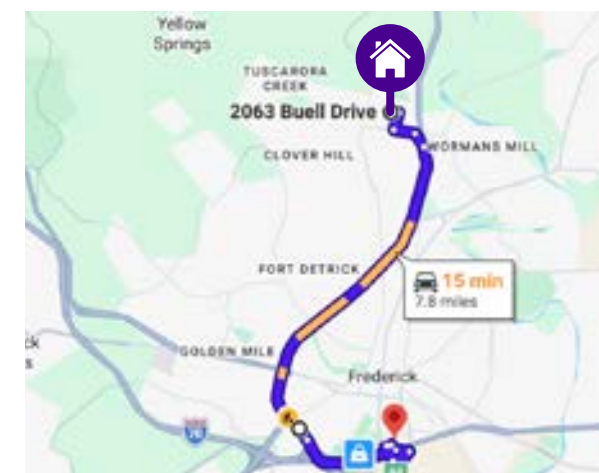 Yellow
Springs
TUSCARORA
CREEK
2063 Buell Drive
WORMANS MILL
CLOVER HILL
FORT DETRICK
15 min
7.8 miles
GOLDEN MILE
Frederick
70